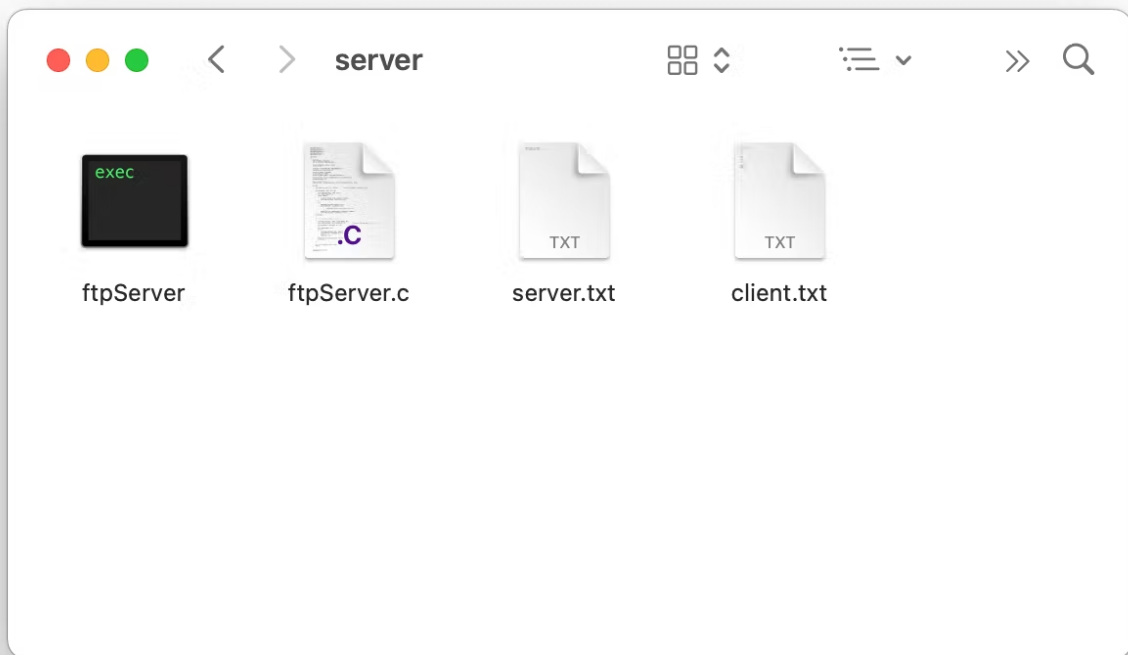 server
exec
.C
TXT
TXT
ftpServer
ftpServer.c
server.txt
client.txt